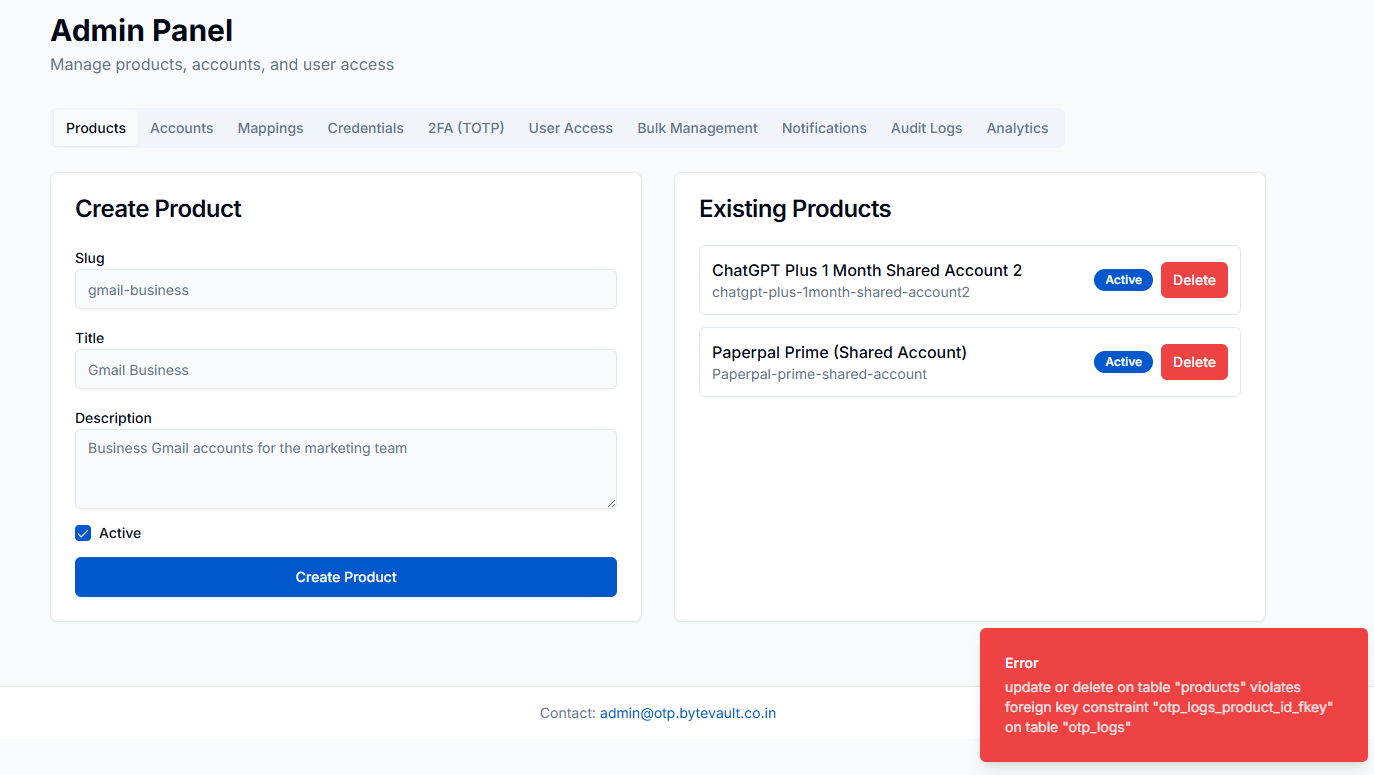 Admin Panel
Manage products, accounts, and user access
Products Accounts Mappings Credentials 2FA (TOTP) User Access Bulk Management Notifications Audit Logs Analytics
Create Product
Slug
gmail-business
Title
Gmail Business
Description
Business Gmail accounts for the marketing team
Active
Create Product
Existing Products
ChatGPT Plus 1 Month Shared Account 2
chatgpt-plus-1month-shared-account2
Active Delete
Paperpal Prime (Shared Account)
Paperpal-prime-shared-account
Active Delete
Contact: admin@otp.bytevault.co.in
Error
update or delete on table "products" violates
foreign key constraint "otp_logs_product_id_fkey"
on table "otp_logs"